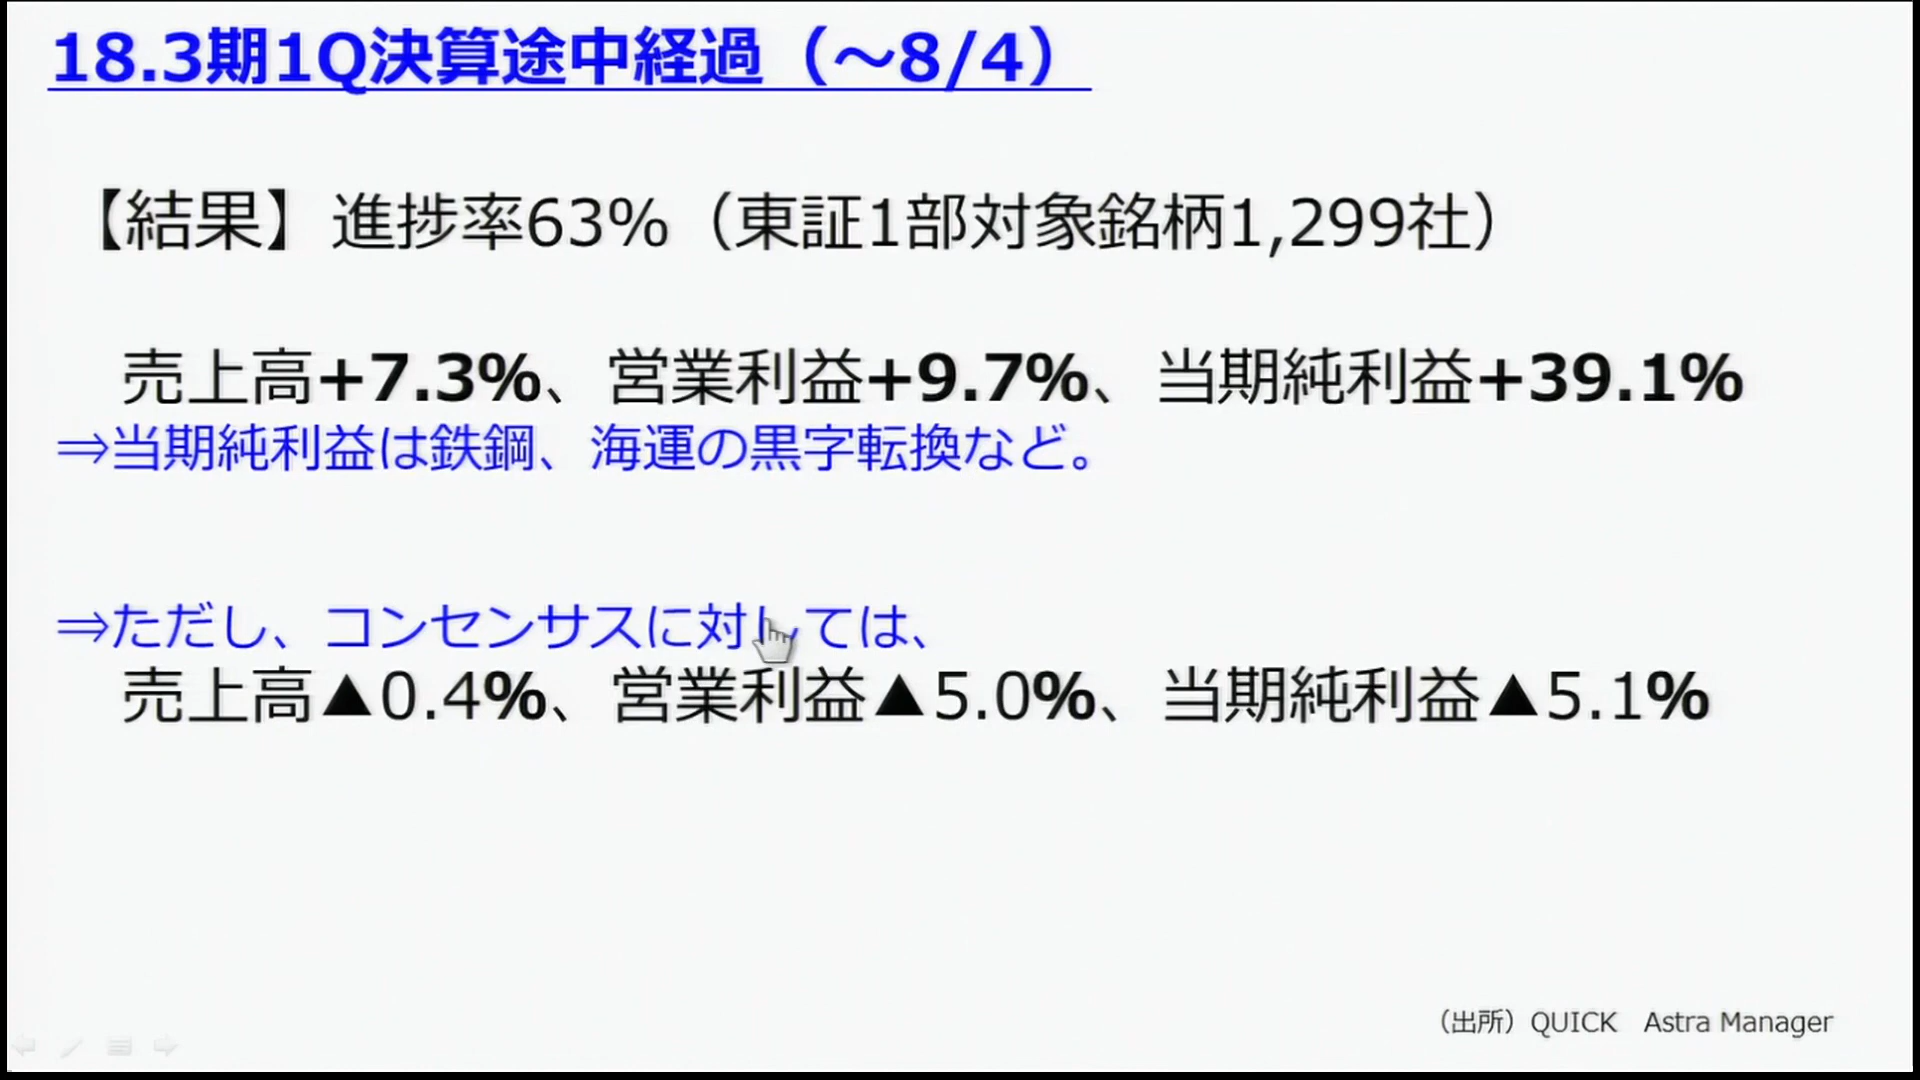 18.3期1Q決算途中経過（～8/4）
【結果】進捗率63%（東証1部対象銘柄1,299社）
売上高+7.3%、営業利益+9.7%、当期純利益+39.1%
⇒当期純利益は鉄鋼、海運の黒字転換など。
⇒ただし、コンセンサスに対しては、
売上高▲0.4%、営業利益▲5.0%、当期純利益▲5.1%
（出所）QUICK　Astra Manager